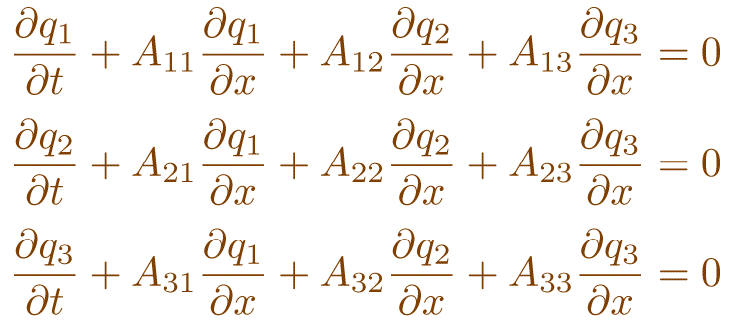 ∂q₁/∂t + A₁₁ ∂q₁/∂x + A₁₂ ∂q₂/∂x + A₁₃ ∂q₃/∂x = 0
∂q₂/∂t + A₂₁ ∂q₁/∂x + A₂₂ ∂q₂/∂x + A₂₃ ∂q₃/∂x = 0
∂q₃/∂t + A₃₁ ∂q₁/∂x + A₃₂ ∂q₂/∂x + A₃₃ ∂q₃/∂x = 0